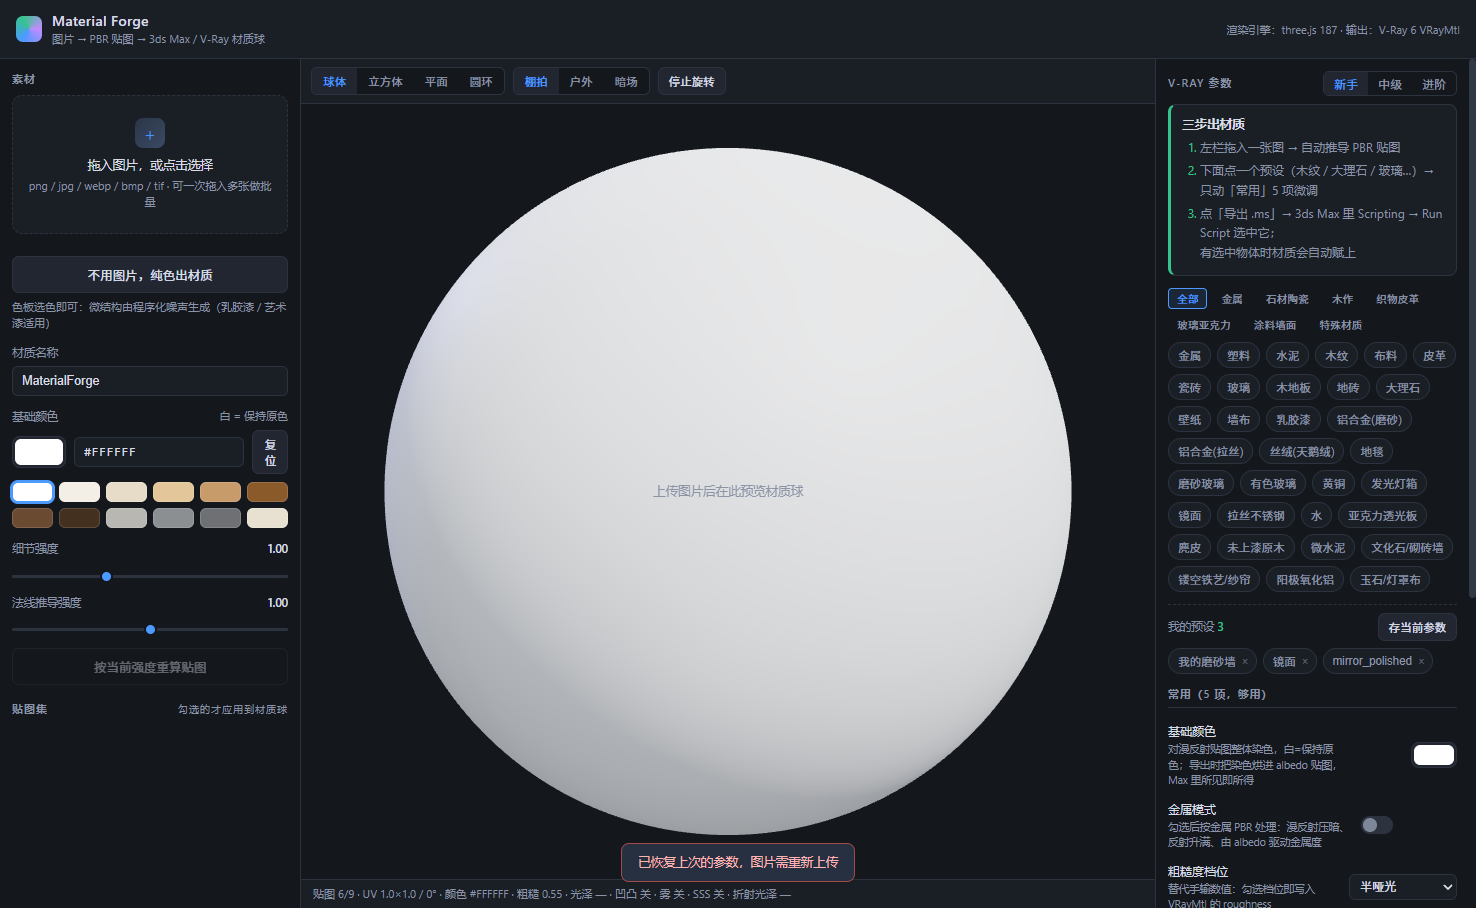 Material Forge
图片 → PBR 贴图 → 3ds Max / V-Ray 材质球
渲染引擎：three.js 187 · 输出：V-Ray 6 VRayMtl
素材
+
拖入图片，或点击选择
png / jpg / webp / bmp / tif · 可一次拖入多张做批
量
不用图片，纯色出材质
色板选色即可：微结构由程序化噪声生成（乳胶漆 / 艺术
漆适用）
材质名称
MaterialForge
基础颜色
白 = 保持原色
#FFFFFF
复
位
细节强度
1.00
法线推导强度
1.00
按当前强度重算贴图
贴图集
勾选的才应用到材质球
球体 立方体 平面 圆环
棚拍 户外 暗场
停止旋转
上传图片后在此预览材质球
已恢复上次的参数，图片需重新上传
贴图 6/9 · UV 1.0×1.0 / 0° · 颜色 #FFFFFF · 粗糙 0.55 · 光泽 — · 凹凸 关 · 雾 关 · SSS 关 · 折射光泽 —
V-RAY 参数
新手 中级 进阶
三步出材质
1. 左栏拖入一张图 → 自动推导 PBR 贴图
2. 下面点一个预设（木纹 / 大理石 / 玻璃…）→
只动「常用」5 项微调
3. 点「导出 .ms」→ 3ds Max 里 Scripting → Run
Script 选中它；
有选中物体时材质会自动赋上
全部 金属 石材陶瓷 木作 织物皮革
玻璃亚克力 涂料墙面 特殊材质
金属 塑料 水泥 木纹 布料 皮革
瓷砖 玻璃 木地板 地砖 大理石
壁纸 墙布 乳胶漆 铝合金(磨砂)
铝合金(拉丝) 丝绒(天鹅绒) 地毯
磨砂玻璃 有色玻璃 黄铜 发光灯箱
镜面 拉丝不锈钢 水 亚克力透光板
麂皮 未上漆原木 微水泥 文化石/砌砖墙
镂空铁艺/纱帘 阳极氧化铝 玉石/灯罩布
我的预设 3
存当前参数
我的磨砂墙 × 镜面 × mirror_polished ×
常用（5 项，够用）
基础颜色
对漫反射贴图整体染色，白=保持原
色；导出时把染色烘进 albedo 贴图，
Max 里所见即所得
金属模式
勾选后按金属 PBR 处理：漫反射压暗、
反射升满、由 albedo 驱动金属度
粗糙度档位
替代手输数值：勾选档位即写入
VRayMtl 的 roughness
半哑光